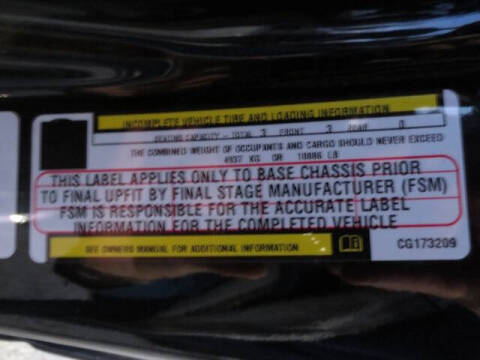 INCOMPLETE VEHICLE TIRE AND LOADING INFORMATION
SEATING CAPACITY - TOTAL 3 FRONT 3 REAR 0
THE COMBINED WEIGHT OF OCCUPANTS AND CARGO SHOULD NEVER EXCEED
4937 KG OR 10886 LB
THIS LABEL APPLIES ONLY TO BASE CHASSIS PRIOR
TO FINAL UPFIT BY FINAL STAGE MANUFACTURER (FSM)
FSM IS RESPONSIBLE FOR THE ACCURATE LABEL
INFORMATION FOR THE COMPLETED VEHICLE
SEE OWNERS MANUAL FOR ADDITIONAL INFORMATION
CG173209